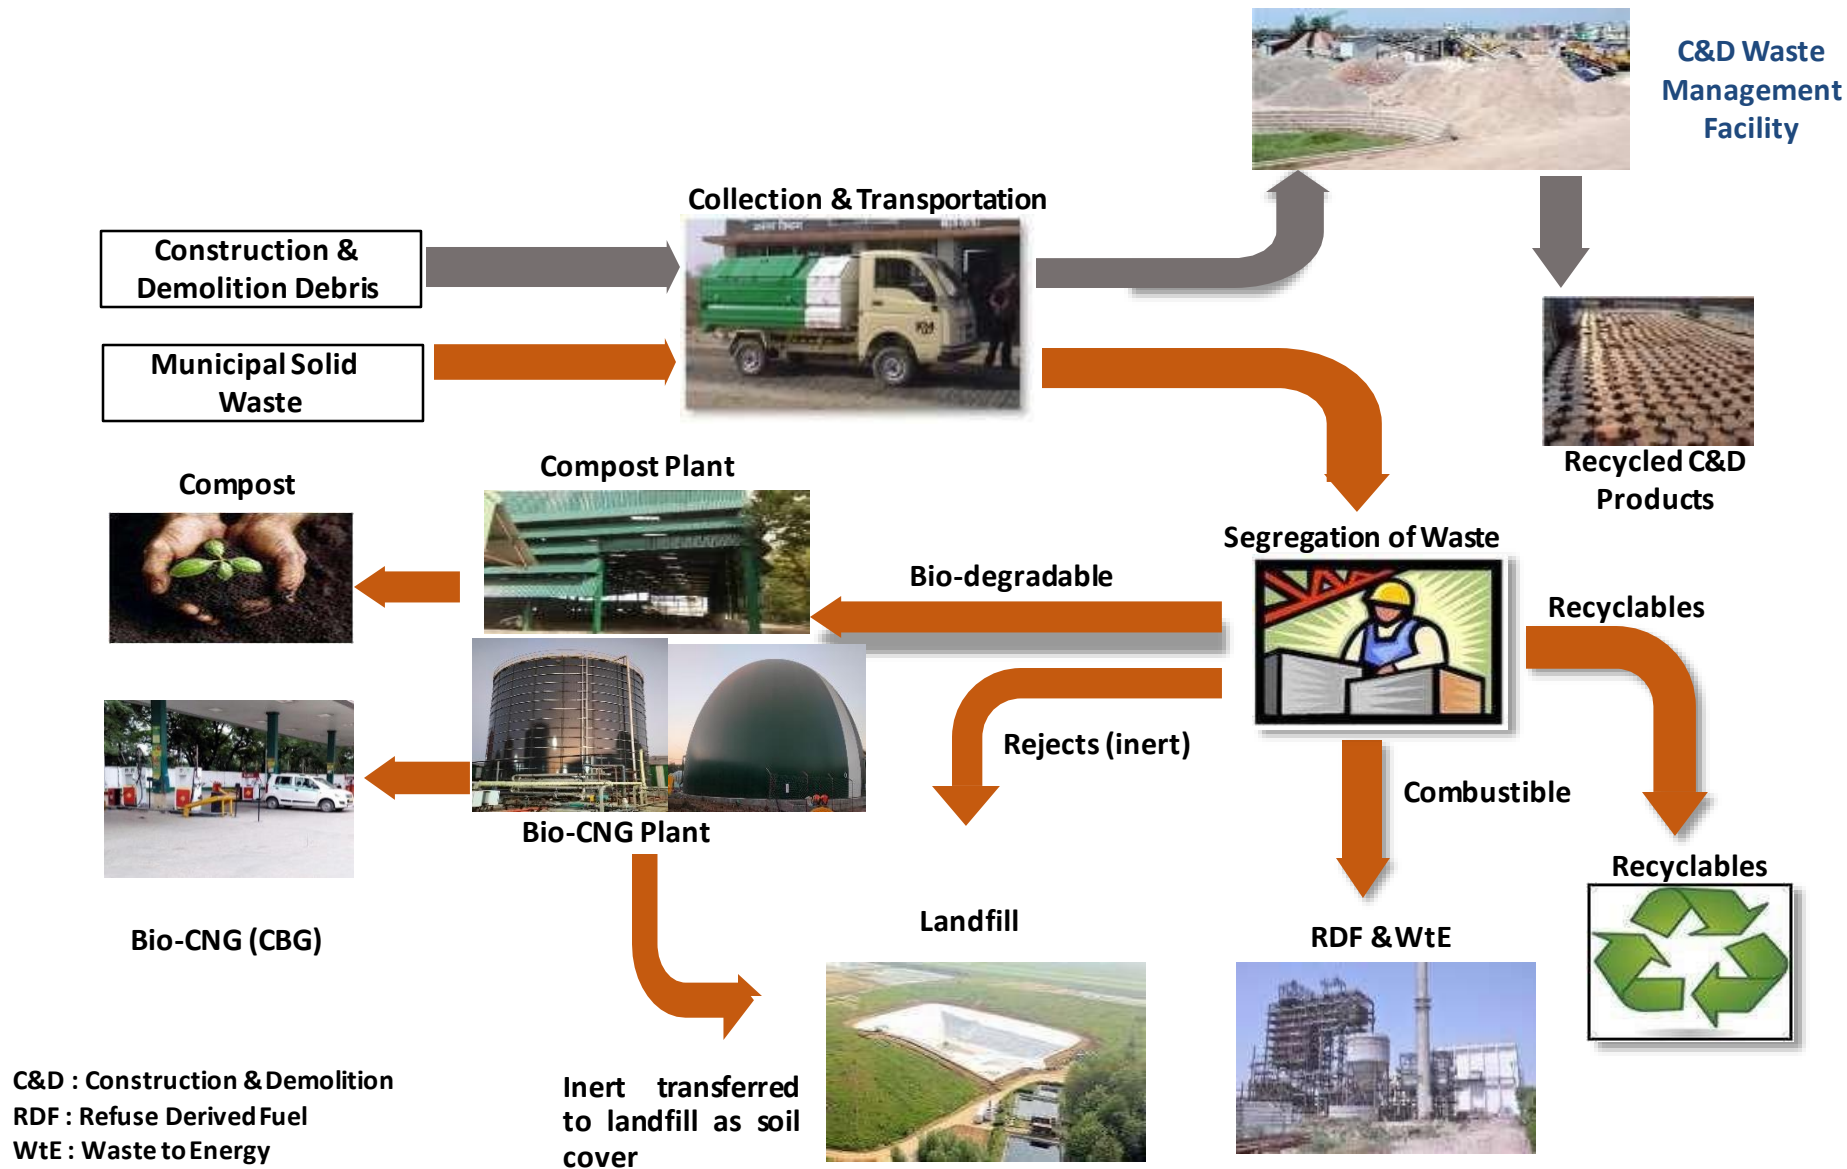 C&D Waste
Management
Facility
Collection & Transportation
Construction &
Demolition Debris
Municipal Solid
Waste
Recycled C&D
Products
Compost
Compost Plant
Segregation of Waste
Bio-degradable
Recyclables
Rejects (inert)
Combustible
Bio-CNG Plant
Recyclables
Landfill
RDF & WtE
Bio-CNG (CBG)
C&D : Construction & Demolition
RDF : Refuse Derived Fuel
WtE : Waste to Energy
Inert transferred
to landfill as soil
cover